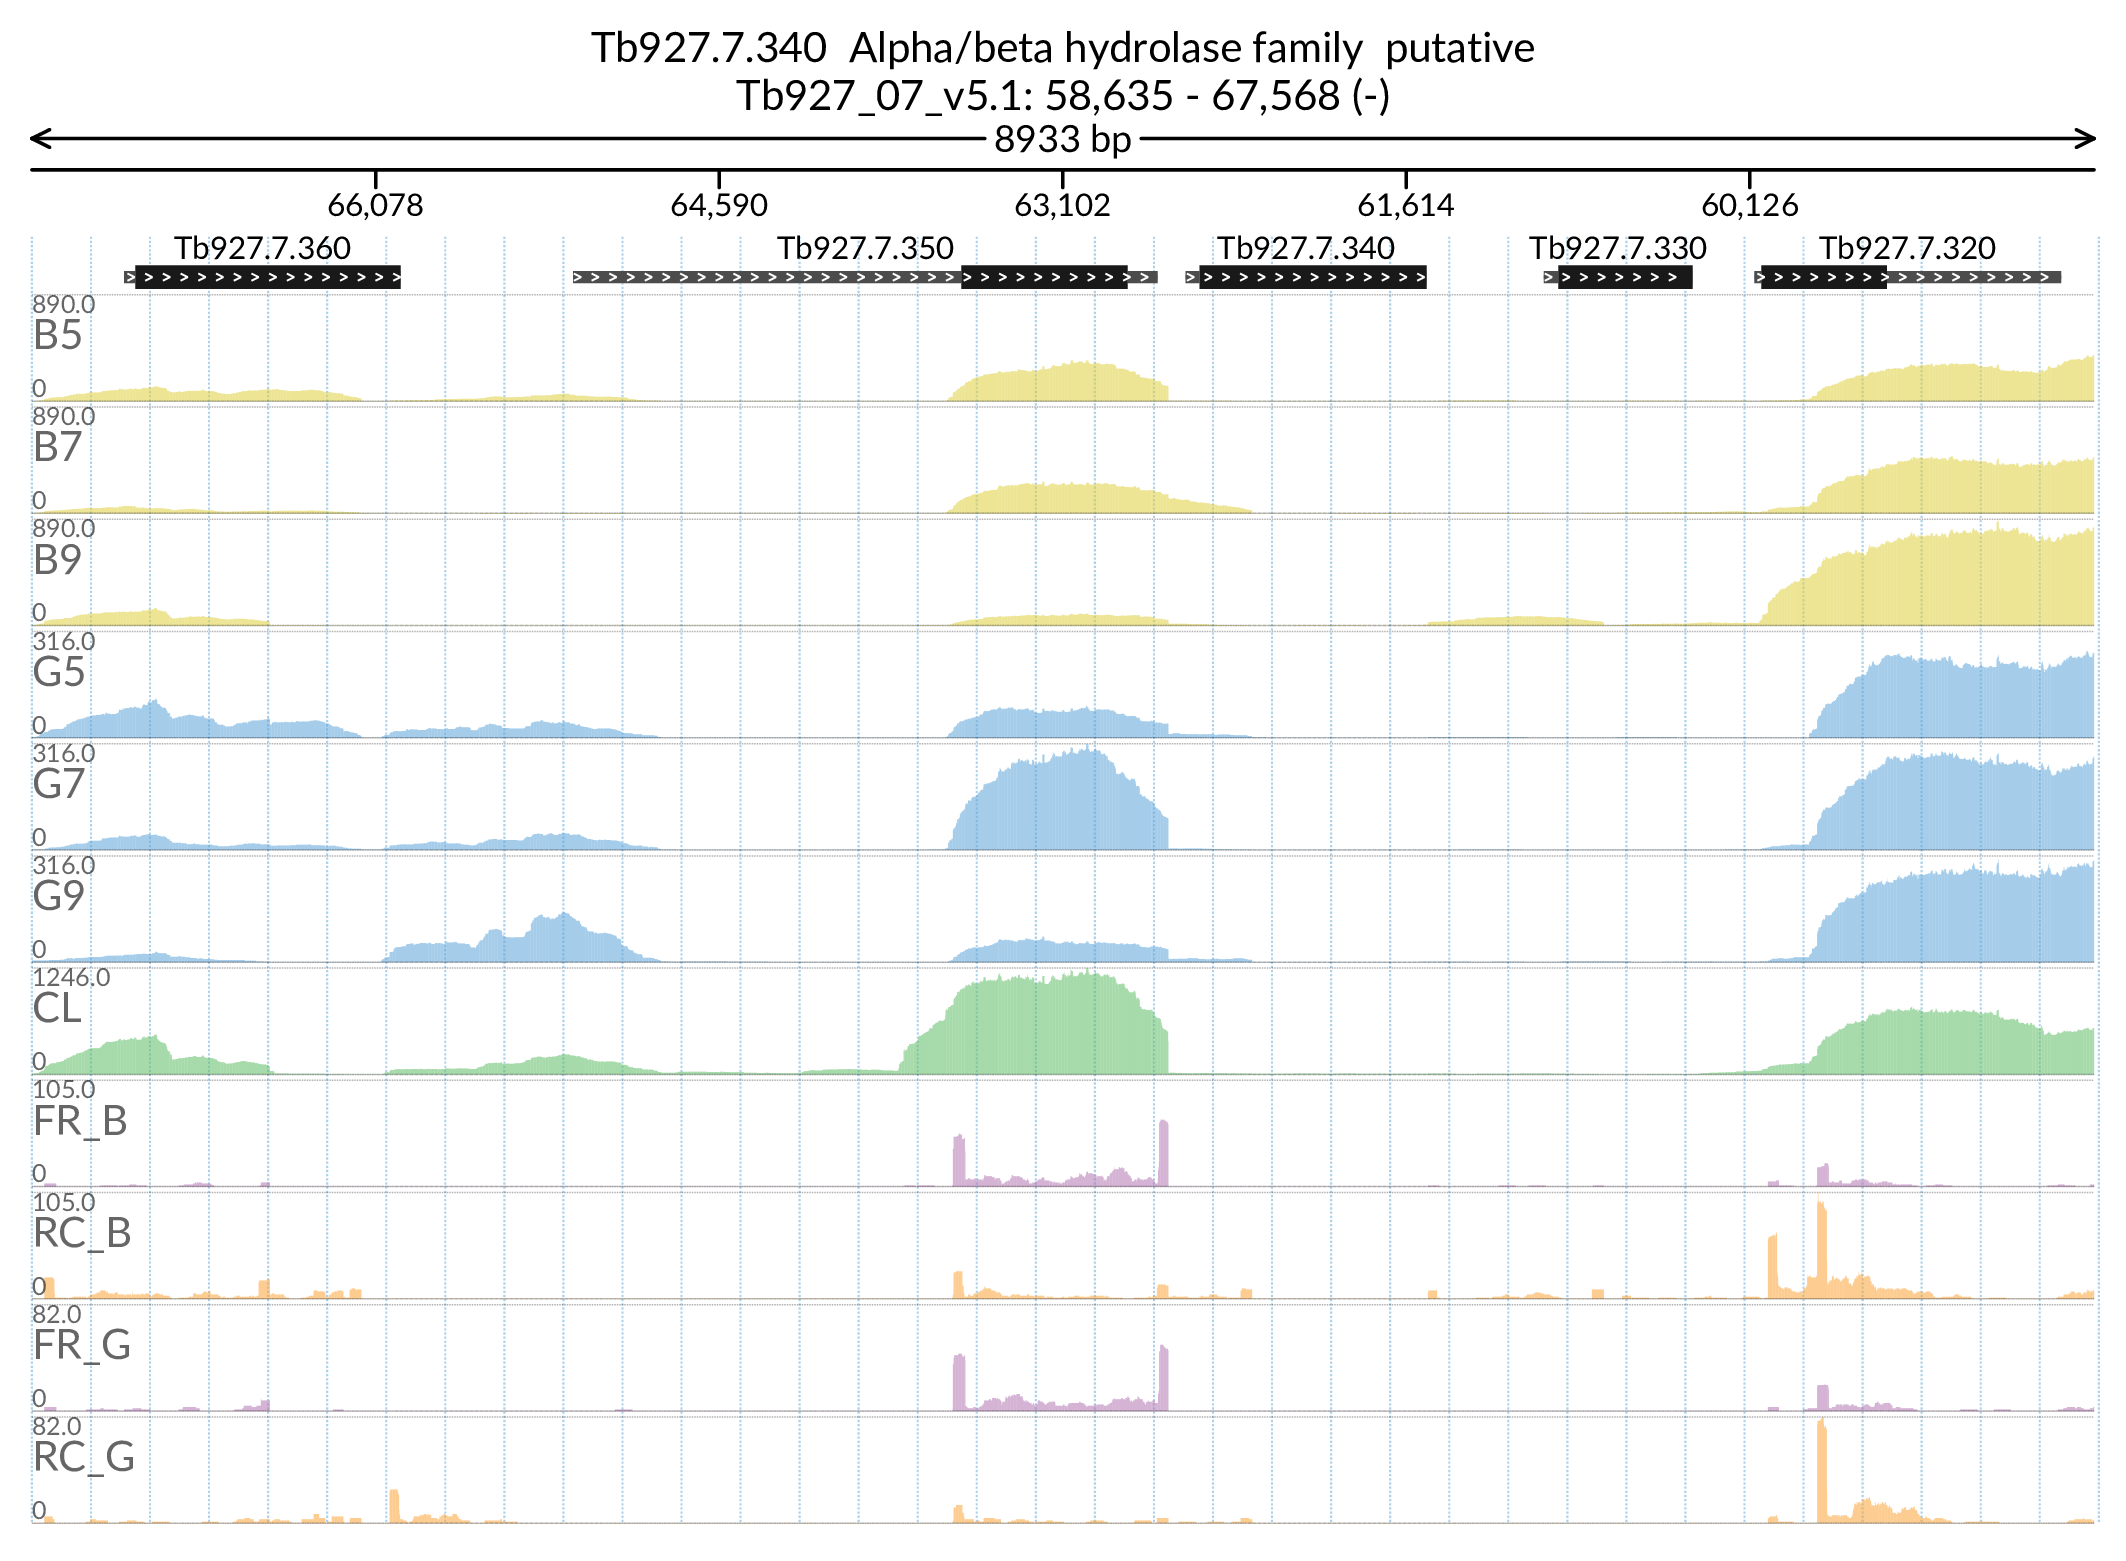 Tb927.7.340  Alpha/beta hydrolase family  putative
Tb927_07_v5.1: 58,635 - 67,568 (-)
8933 bp
66,078 64,590 63,102 61,614 60,126
Tb927.7.360 Tb927.7.350 Tb927.7.340 Tb927.7.330 Tb927.7.320
890.0
B5
0
890.0
B7
0
890.0
B9
0
316.0
G5
0
316.0
G7
0
316.0
G9
0
1246.0
CL
0
105.0
FR_B
0
105.0
RC_B
0
82.0
FR_G
0
82.0
RC_G
0